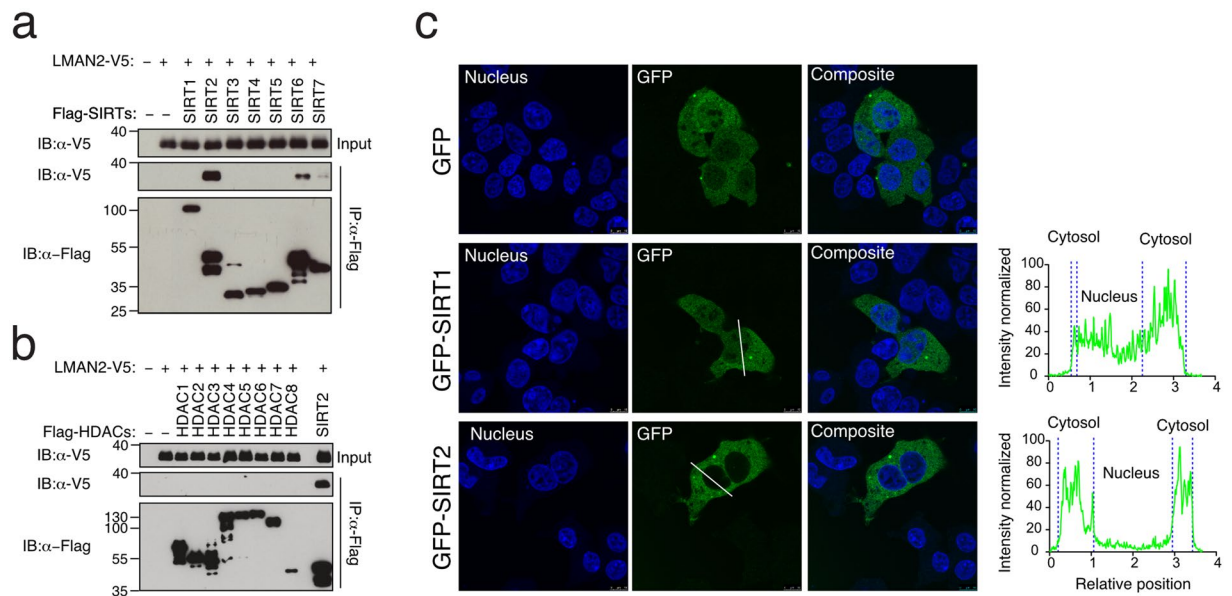 a
LMAN2-V5: – + + + + + + + +
Flag-SIRTs: – – SIRT1 SIRT2 SIRT3 SIRT4 SIRT5 SIRT6 SIRT7
40
IB:α-V5
Input
40
IB:α-V5
100
55
IB:α–Flag
35
25
IP:α-Flag
b
LMAN2-V5: – + + + + + + + + + +
Flag-HDACs: – – HDAC1 HDAC2 HDAC3 HDAC4 HDAC5 HDAC6 HDAC7 HDAC8 SIRT2
40
IB:α-V5
Input
40
IB:α-V5
130
100
IB:α-Flag
55
35
IP:α-Flag
c
GFP
Nucleus
GFP
Composite
GFP-SIRT1
Nucleus
GFP
Composite
GFP-SIRT2
Nucleus
GFP
Composite
Cytosol Cytosol
Nucleus
Intensity normalized
100
80
60
40
20
0
0 1 2 3 4
Cytosol Cytosol
Nucleus
Intensity normalized
100
80
60
40
20
0
0 1 2 3 4
Relative position